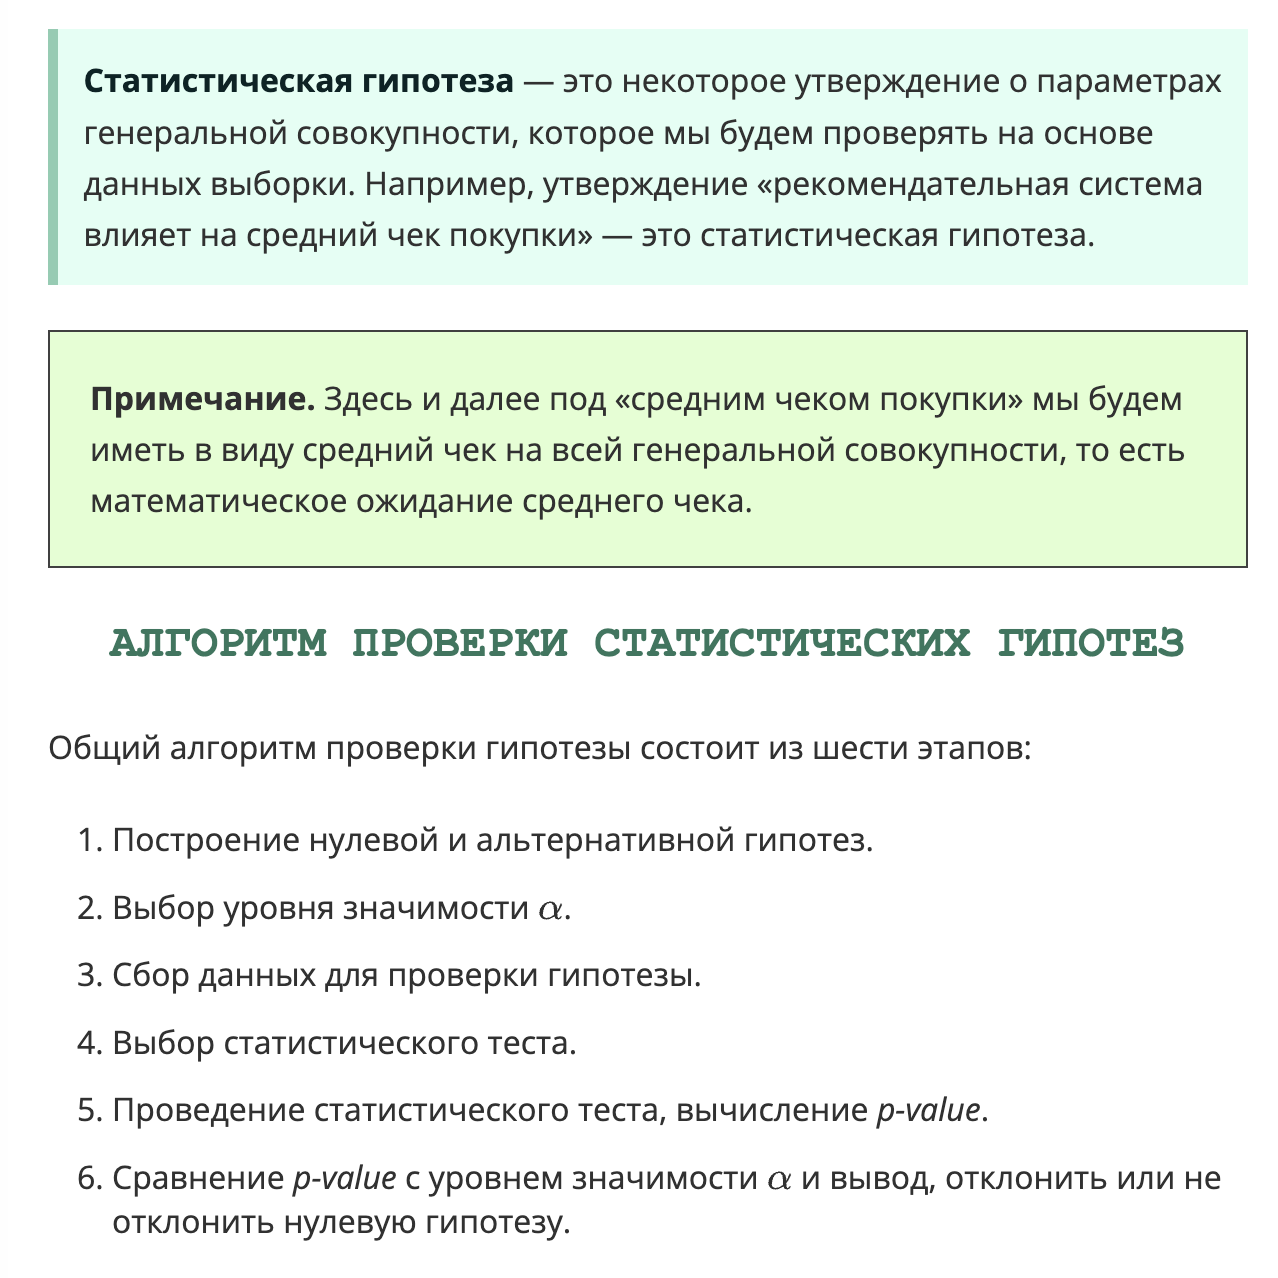 Статистическая гипотеза — это некоторое утверждение о параметрах
генеральной совокупности, которое мы будем проверять на основе
данных выборки. Например, утверждение «рекомендательная система
влияет на средний чек покупки» — это статистическая гипотеза.
Примечание. Здесь и далее под «средним чеком покупки» мы будем
иметь в виду средний чек на всей генеральной совокупности, то есть
математическое ожидание среднего чека.
АЛГОРИТМ ПРОВЕРКИ СТАТИСТИЧЕСКИХ ГИПОТЕЗ
Общий алгоритм проверки гипотезы состоит из шести этапов:
1. Построение нулевой и альтернативной гипотез.
2. Выбор уровня значимости α.
3. Сбор данных для проверки гипотезы.
4. Выбор статистического теста.
5. Проведение статистического теста, вычисление p-value.
6. Сравнение p-value с уровнем значимости α и вывод, отклонить или не
отклонить нулевую гипотезу.